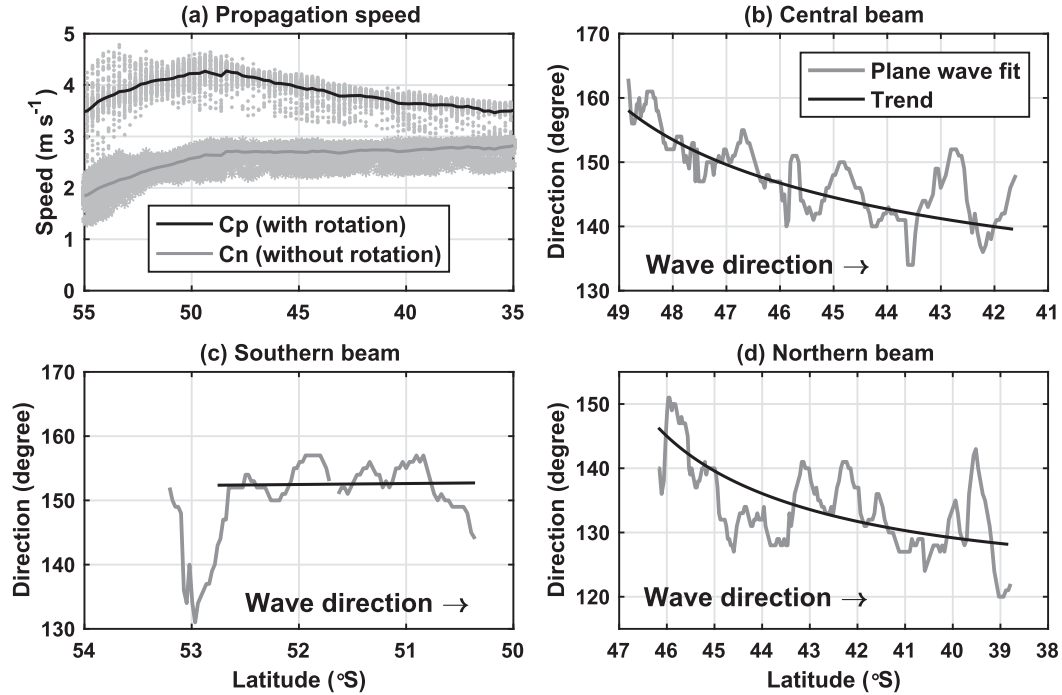 (a) Propagation speed
5
4
3
2
1
0
Speed (m s⁻¹)
Cp (with rotation)
Cn (without rotation)
55 50 45 40 35
(b) Central beam
170
160
150
140
130
Direction (degree)
Plane wave fit
Trend
Wave direction →
49 48 47 46 45 44 43 42 41
(c) Southern beam
170
160
150
140
130
Direction (degree)
Wave direction →
54 53 52 51 50
Latitude (°S)
(d) Northern beam
150
140
130
120
Direction (degree)
Wave direction →
47 46 45 44 43 42 41 40 39 38
Latitude (°S)